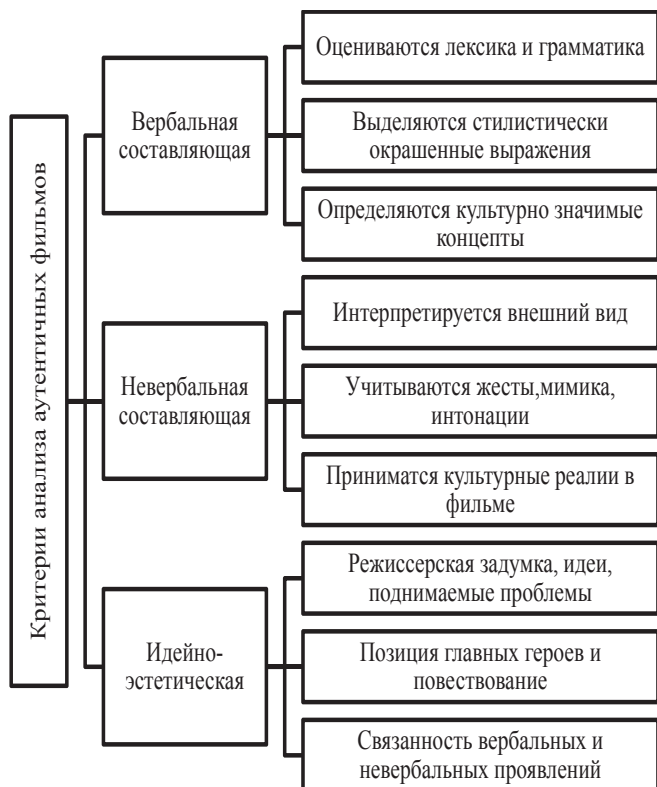 Критерии анализа аутентичных фильмов
Вербальная
составляющая
Оцениваются лексика и грамматика
Выделяются стилистически
окрашенные выражения
Определяются культурно значимые
концепты
Невербальная
составляющая
Интерпретируется внешний вид
Учитываются жесты,мимика,
интонации
Приниматся культурные реалии в
фильме
Идейно-
эстетическая
Режиссерская задумка, идеи,
поднимаемые проблемы
Позиция главных героев и
повествование
Связанность вербальных и
невербальных проявлений